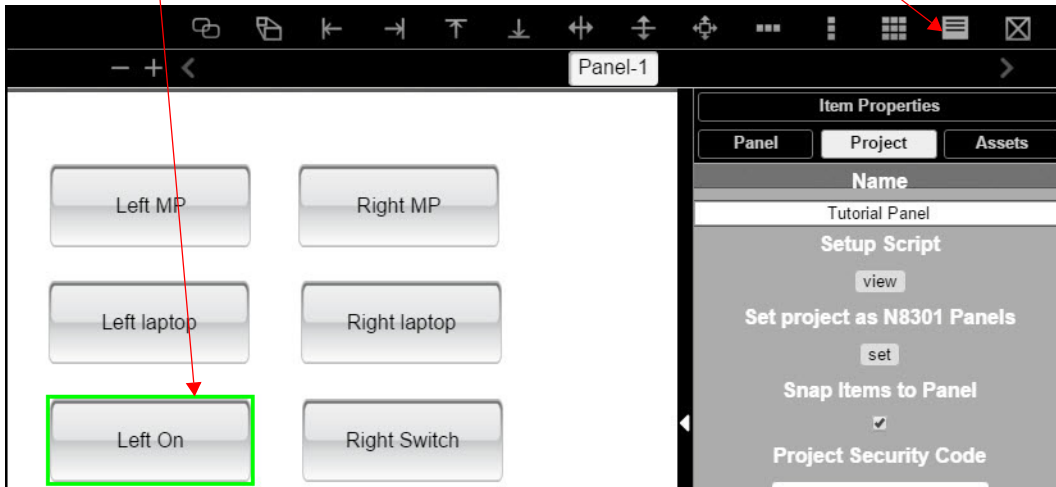 Panel-1
Item Properties
Panel Project Assets
Name
Tutorial Panel
Setup Script
view
Set project as N8301 Panels
set
Snap Items to Panel
Project Security Code
Left MP Right MP
Left laptop Right laptop
Left On Right Switch